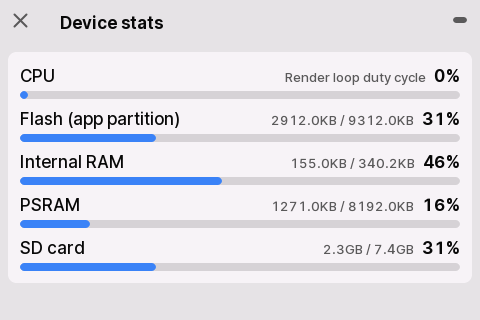 Device stats
CPU Render loop duty cycle 0%
Flash (app partition) 2912.0KB / 9312.0KB 31%
Internal RAM 155.0KB / 340.2KB 46%
PSRAM 1271.0KB / 8192.0KB 16%
SD card 2.3GB / 7.4GB 31%